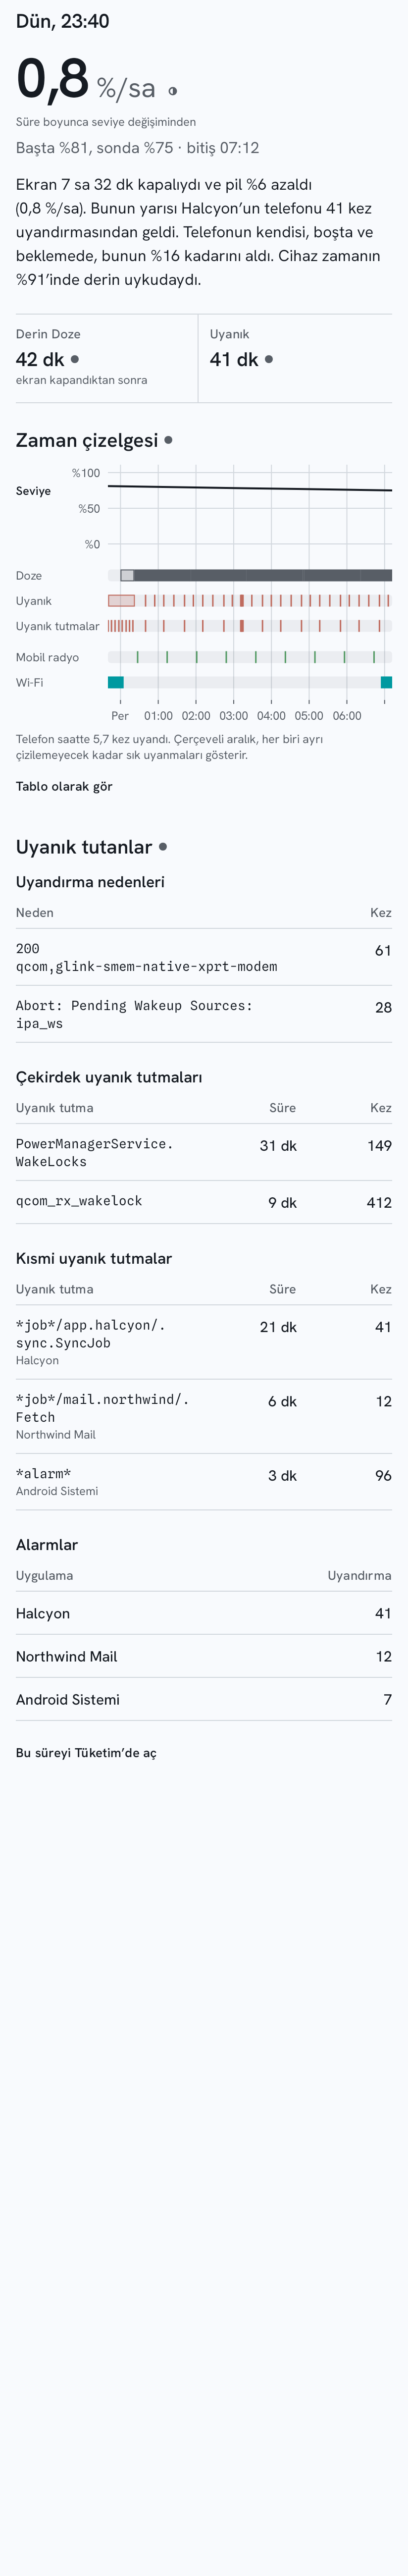 Dün, 23:40
0,8 %/sa
Süre boyunca seviye değişiminden
Başta %81, sonda %75 · bitiş 07:12
Ekran 7 sa 32 dk kapalıydı ve pil %6 azaldı
(0,8 %/sa). Bunun yarısı Halcyon’un telefonu 41 kez
uyandırmasından geldi. Telefonun kendisi, boşta ve
beklemede, bunun %16 kadarını aldı. Cihaz zamanın
%91’inde derin uykudaydı.
Derin Doze
42 dk
ekran kapandıktan sonra
Uyanık
41 dk
Zaman çizelgesi
Seviye
%100
%50
%0
Doze
Uyanık
Uyanık tutmalar
Mobil radyo
Wi-Fi
Per 01:00 02:00 03:00 04:00 05:00 06:00
Telefon saatte 5,7 kez uyandı. Çerçeveli aralık, her biri ayrı
çizilemeyecek kadar sık uyanmaları gösterir.
Tablo olarak gör
Uyanık tutanlar
Uyandırma nedenleri
Neden Kez
200
qcom,glink-smem-native-xprt-modem
61
Abort: Pending Wakeup Sources:
ipa_ws
28
Çekirdek uyanık tutmaları
Uyanık tutma Süre Kez
PowerManagerService.
WakeLocks
31 dk 149
qcom_rx_wakelock 9 dk 412
Kısmi uyanık tutmalar
Uyanık tutma Süre Kez
*job*/app.halcyon/.
sync.SyncJob
Halcyon
21 dk 41
*job*/mail.northwind/.
Fetch
Northwind Mail
6 dk 12
*alarm*
Android Sistemi
3 dk 96
Alarmlar
Uygulama Uyandırma
Halcyon 41
Northwind Mail 12
Android Sistemi 7
Bu süreyi Tüketim’de aç